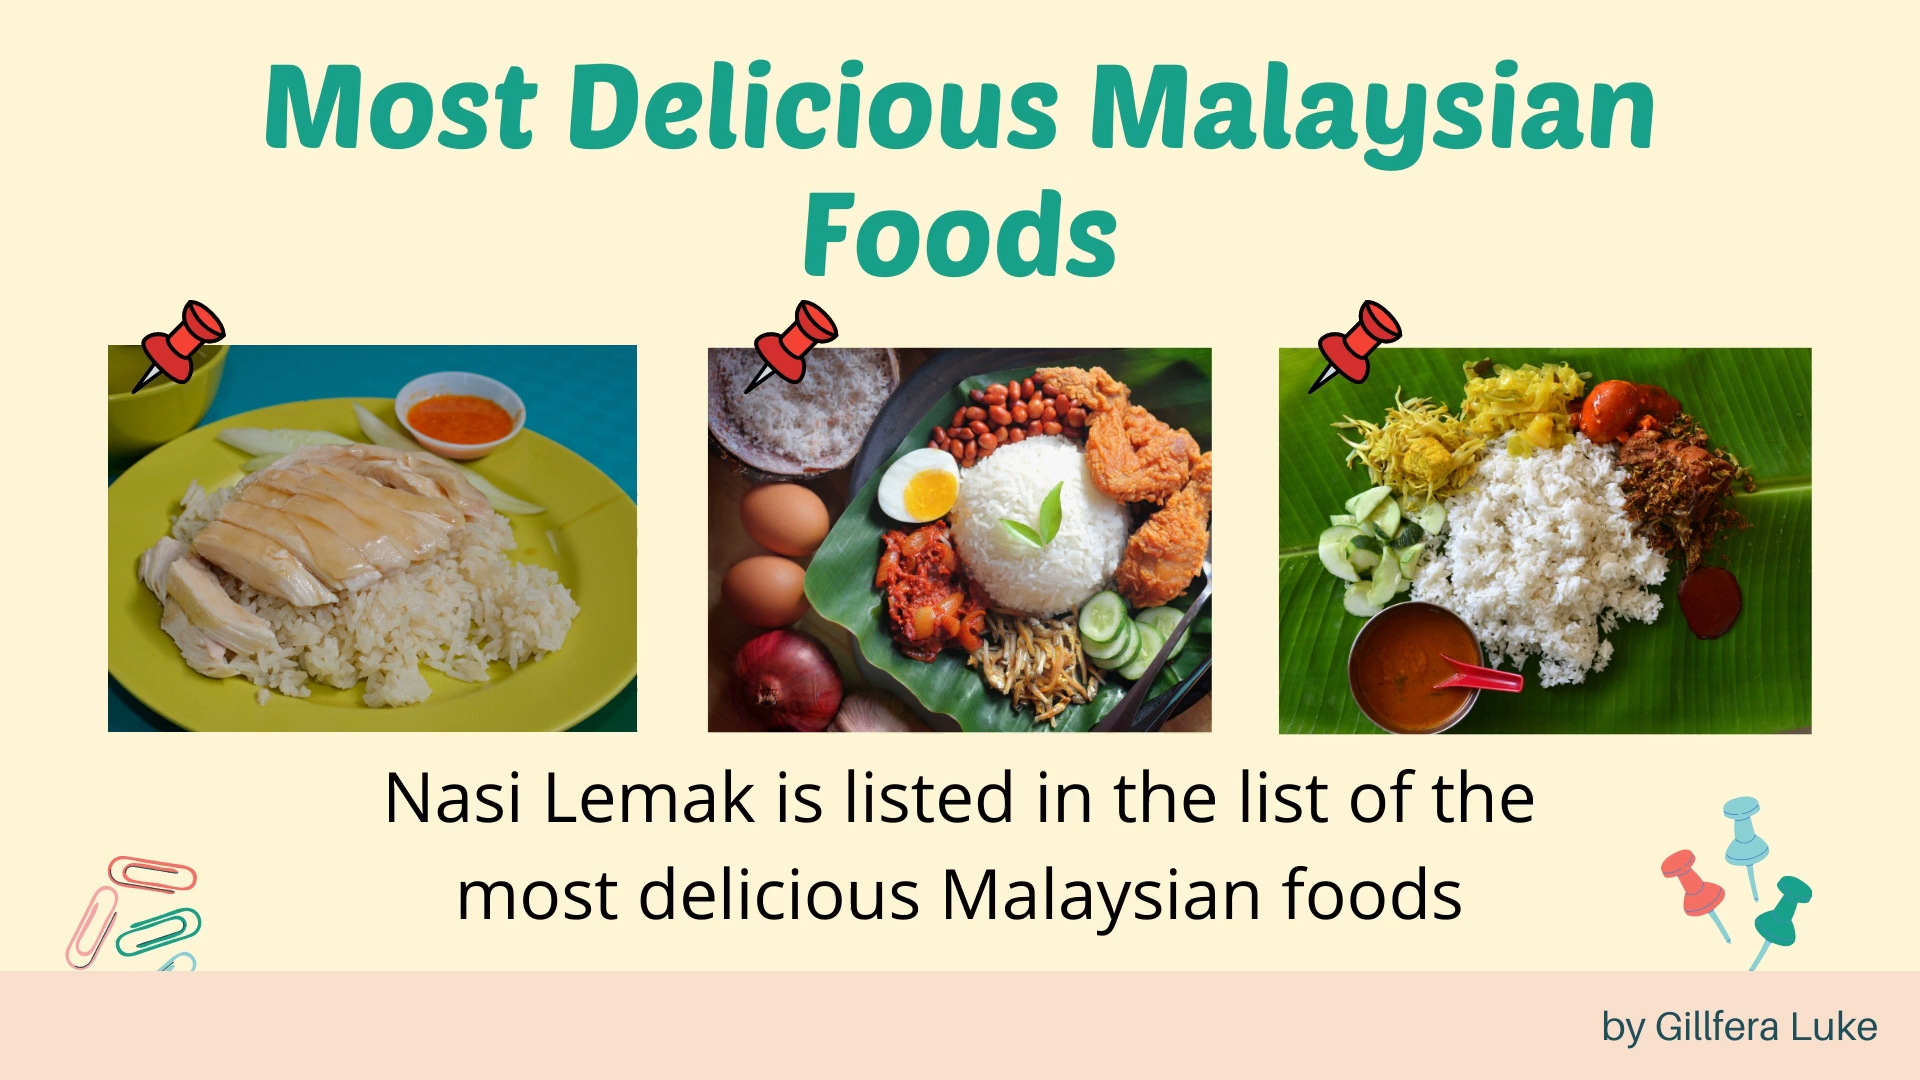 Most Delicious Malaysian
Foods
Nasi Lemak is listed in the list of the
most delicious Malaysian foods
by Gillfera Luke